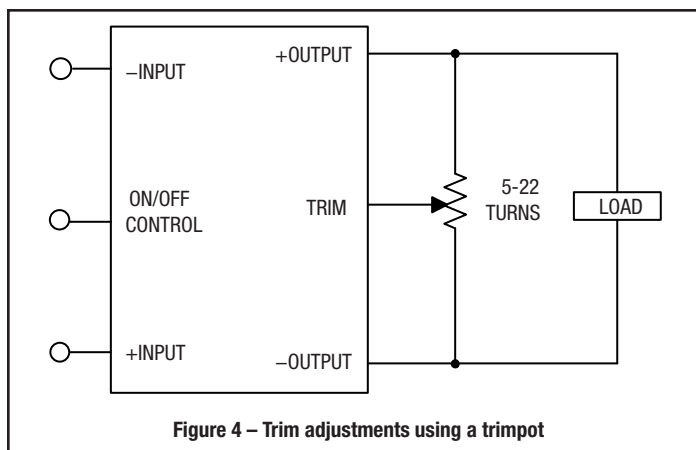 −INPUT
+OUTPUT
ON/OFF
CONTROL
TRIM
5-22
TURNS
LOAD
+INPUT
−OUTPUT
Figure 4 – Trim adjustments using a trimpot